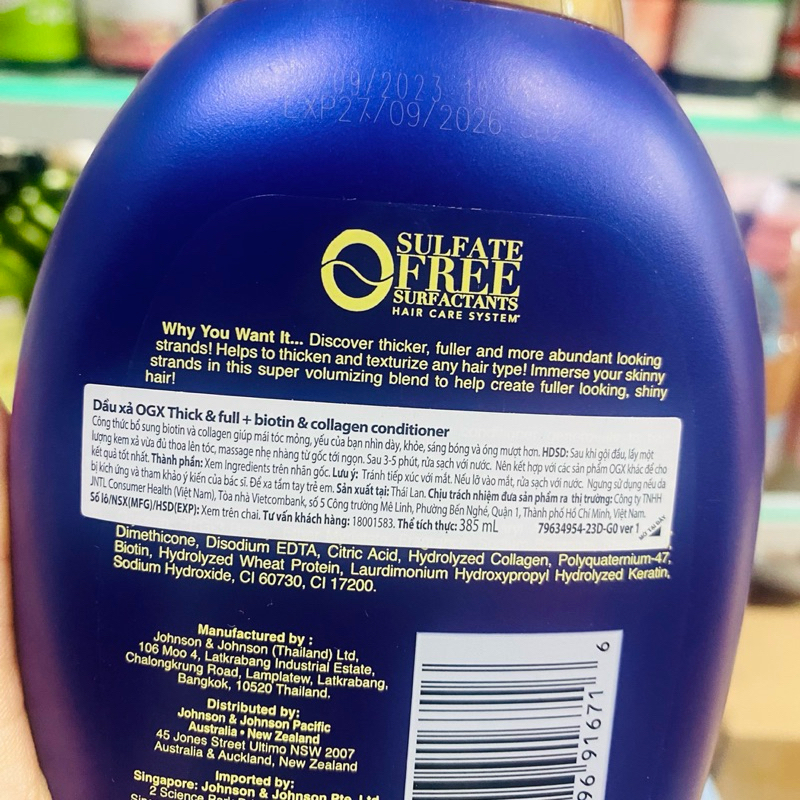 09/2023
EXP27/09/2026
SULFATE
FREE
SURFACTANTS
HAIR CARE SYSTEM
Why You Want It... Discover thicker, fuller and more abundant looking
strands! Helps to thicken and texturize any hair type! Immerse your skinny
strands in this super volumizing blend to help create fuller looking, shiny
hair!
Dầu xả OGX Thick & full + biotin & collagen conditioner
Công thức bổ sung biotin và collagen giúp mái tóc mỏng, yếu của bạn nhìn dày, khỏe, sáng bóng và óng mượt hơn. HDSD: Sau khi gội đầu, lấy một
lượng kem xả vừa đủ thoa lên tóc, massage nhẹ nhàng từ gốc tới ngọn. Sau 3-5 phút, rửa sạch với nước. Nên kết hợp với các sản phẩm OGX khác để cho
kết quả tốt nhất. Thành phần: Xem Ingredients trên nhãn gốc. Lưu ý: Tránh tiếp xúc với mắt. Nếu lỡ vào mắt, rửa sạch với nước. Ngưng sử dụng nếu da
bị kích ứng và tham khảo ý kiến của bác sĩ. Để xa tầm tay trẻ em. Sản xuất tại: Thái Lan. Chịu trách nhiệm đưa sản phẩm ra thị trường: Công ty TNHH
JNTL Consumer Health (Việt Nam), Tòa nhà Vietcombank, số 5 Công trường Mê Linh, Phường Bến Nghé, Quận 1, Thành phố Hồ Chí Minh, Việt Nam.
Số lô/NSX(MFG)/HSD(EXP): Xem trên chai. Tư vấn khách hàng: 18001583. Thể tích thực: 385 mL 79634954-23D-G0 ver 1
MỞ TẠI ĐÂY
Dimethicone, Disodium EDTA, Citric Acid, Hydrolyzed Collagen, Polyquaternium-47,
Biotin, Hydrolyzed Wheat Protein, Laurdimonium Hydroxypropyl Hydrolyzed Keratin,
Sodium Hydroxide, CI 60730, CI 17200.
Manufactured by :
Johnson & Johnson (Thailand) Ltd,
106 Moo 4, Latkrabang Industrial Estate,
Chalongkrung Road, Lamplatew, Latkrabang,
Bangkok, 10520 Thailand.
Distributed by:
Johnson & Johnson Pacific
Australia • New Zealand
45 Jones Street Ultimo NSW 2007
Australia & Auckland, New Zealand
Imported by:
Singapore: Johnson & Johnson Pte. Ltd.
2 Science Park
96 91671 6